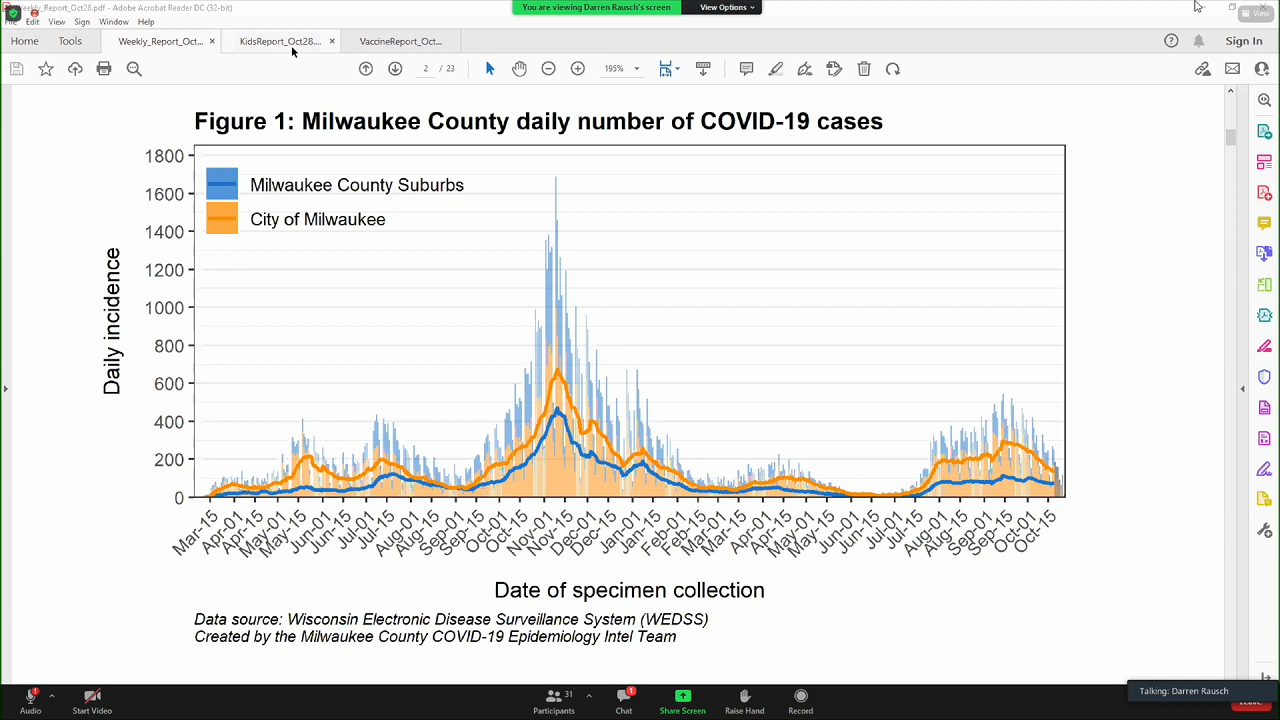 Weekly_Report_Oct28.pdf - Adobe Acrobat Reader DC (32-bit)
You are viewing Darren Rausch's screen
View Options
View
File Edit View Sign Window Help
Home Tools Weekly_Report_Oct... × KidsReport_Oct28.... × VaccineReport_Oct... Sign In
2 / 23 195%
Figure 1: Milwaukee County daily number of COVID-19 cases
Milwaukee County Suburbs
City of Milwaukee
Daily incidence
1800
1600
1400
1200
1000
800
600
400
200
0
Mar-15 Apr-01 Apr-15 May-01 May-15 Jun-01 Jun-15 Jul-01 Jul-15 Aug-01 Aug-15 Sep-01 Sep-15 Oct-01 Oct-15 Nov-01 Nov-15 Dec-01 Dec-15 Jan-01 Jan-15 Feb-01 Feb-15 Mar-01 Mar-15 Apr-01 Apr-15 May-01 May-15 Jun-01 Jun-15 Jul-01 Jul-15 Aug-01 Aug-15 Sep-01 Sep-15 Oct-01 Oct-15
Date of specimen collection
Data source: Wisconsin Electronic Disease Surveillance System (WEDSS)
Created by the Milwaukee County COVID-19 Epidemiology Intel Team
Talking: Darren Rausch
31
1
Audio Start Video Participants Chat Share Screen Raise Hand Record Leave